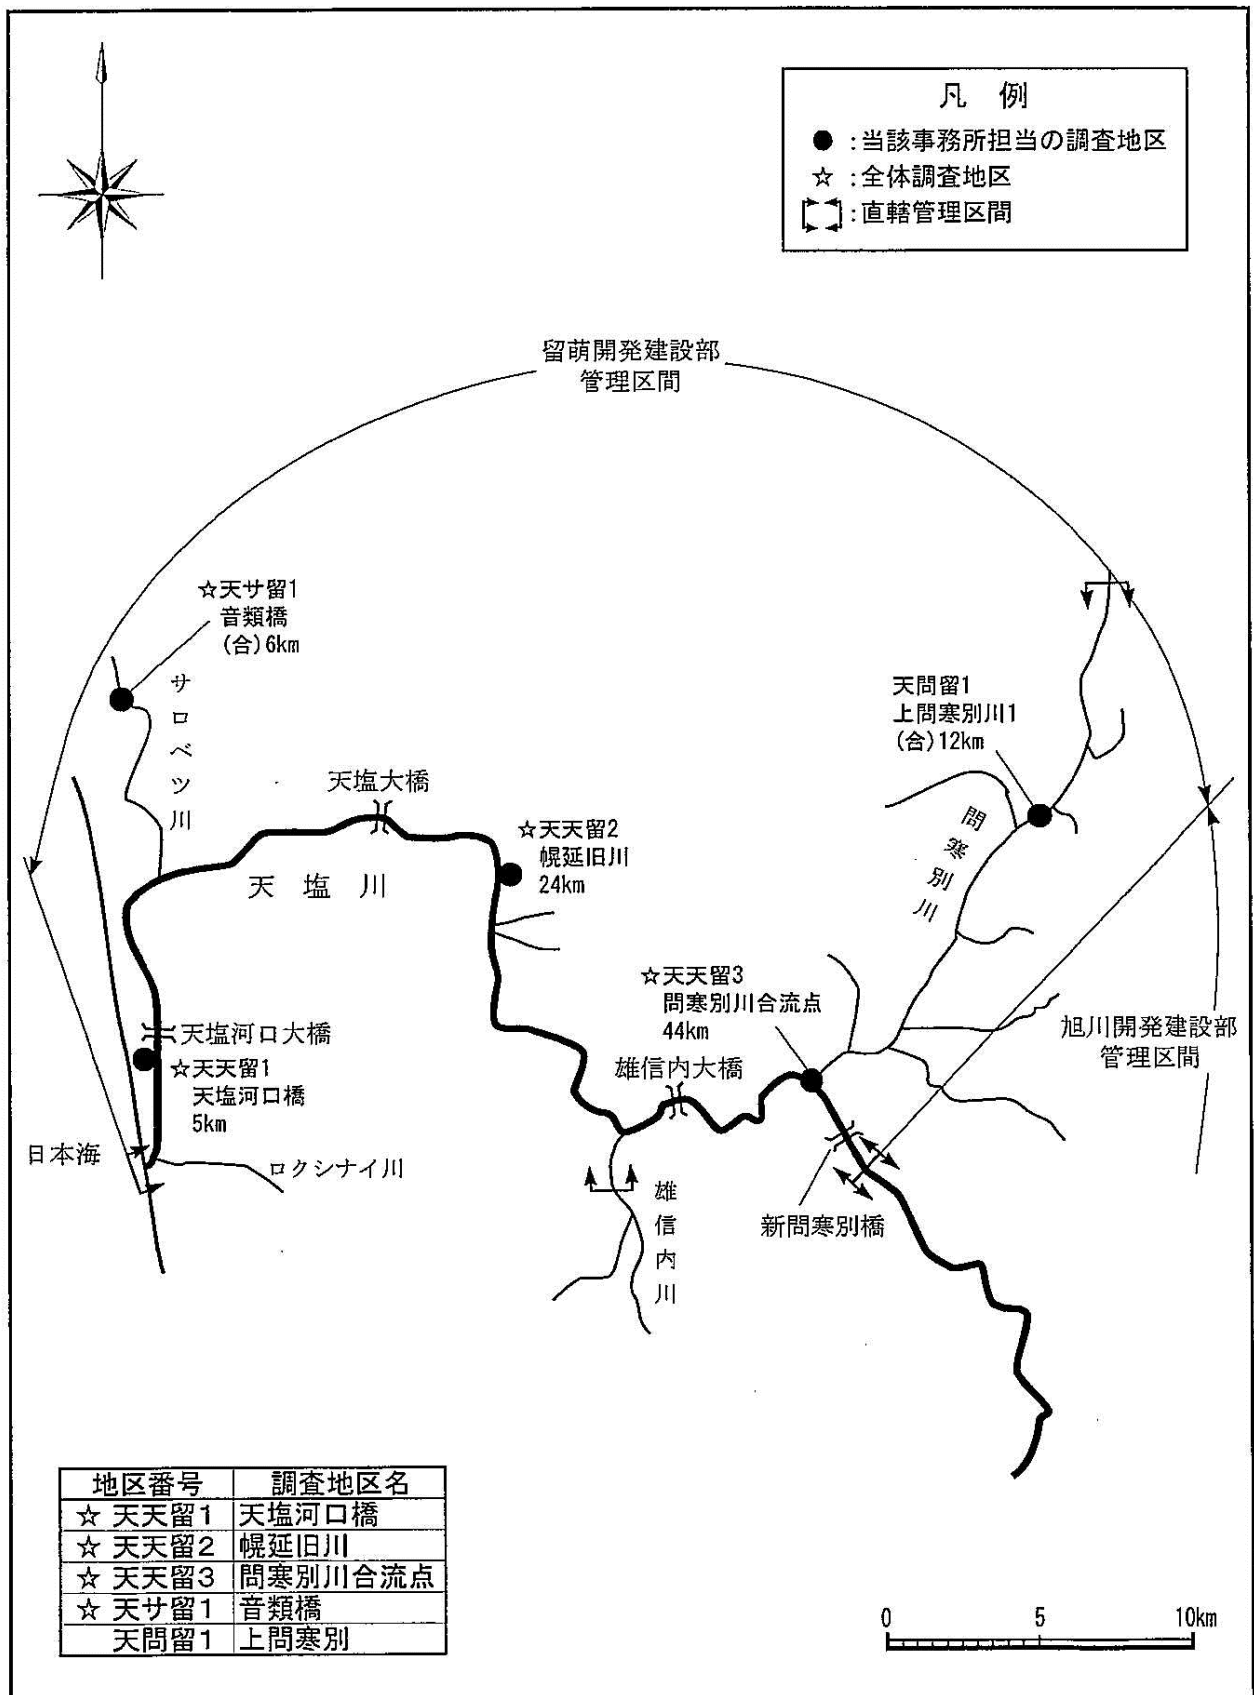 凡 例
●:当該事務所担当の調査地区
☆:全体調査地区
:直轄管理区間
留萌開発建設部
管理区間
☆天サ留1
音類橋
(合)6km
サロベツ川
天問留1
上問寒別川1
(合)12km
天塩大橋
☆天天留2
幌延旧川
24km
天 塩 川
問寒別川
☆天天留3
問寒別川合流点
44km
旭川開発建設部
管理区間
天塩河口大橋
☆天天留1
天塩河口橋
5km
雄信内大橋
日本海
ロクシナイ川
雄信内川
新問寒別橋
地区番号 調査地区名
☆ 天天留1 天塩河口橋
☆ 天天留2 幌延旧川
☆ 天天留3 問寒別川合流点
☆ 天サ留1 音類橋
天問留1 上問寒別
0 5 10km